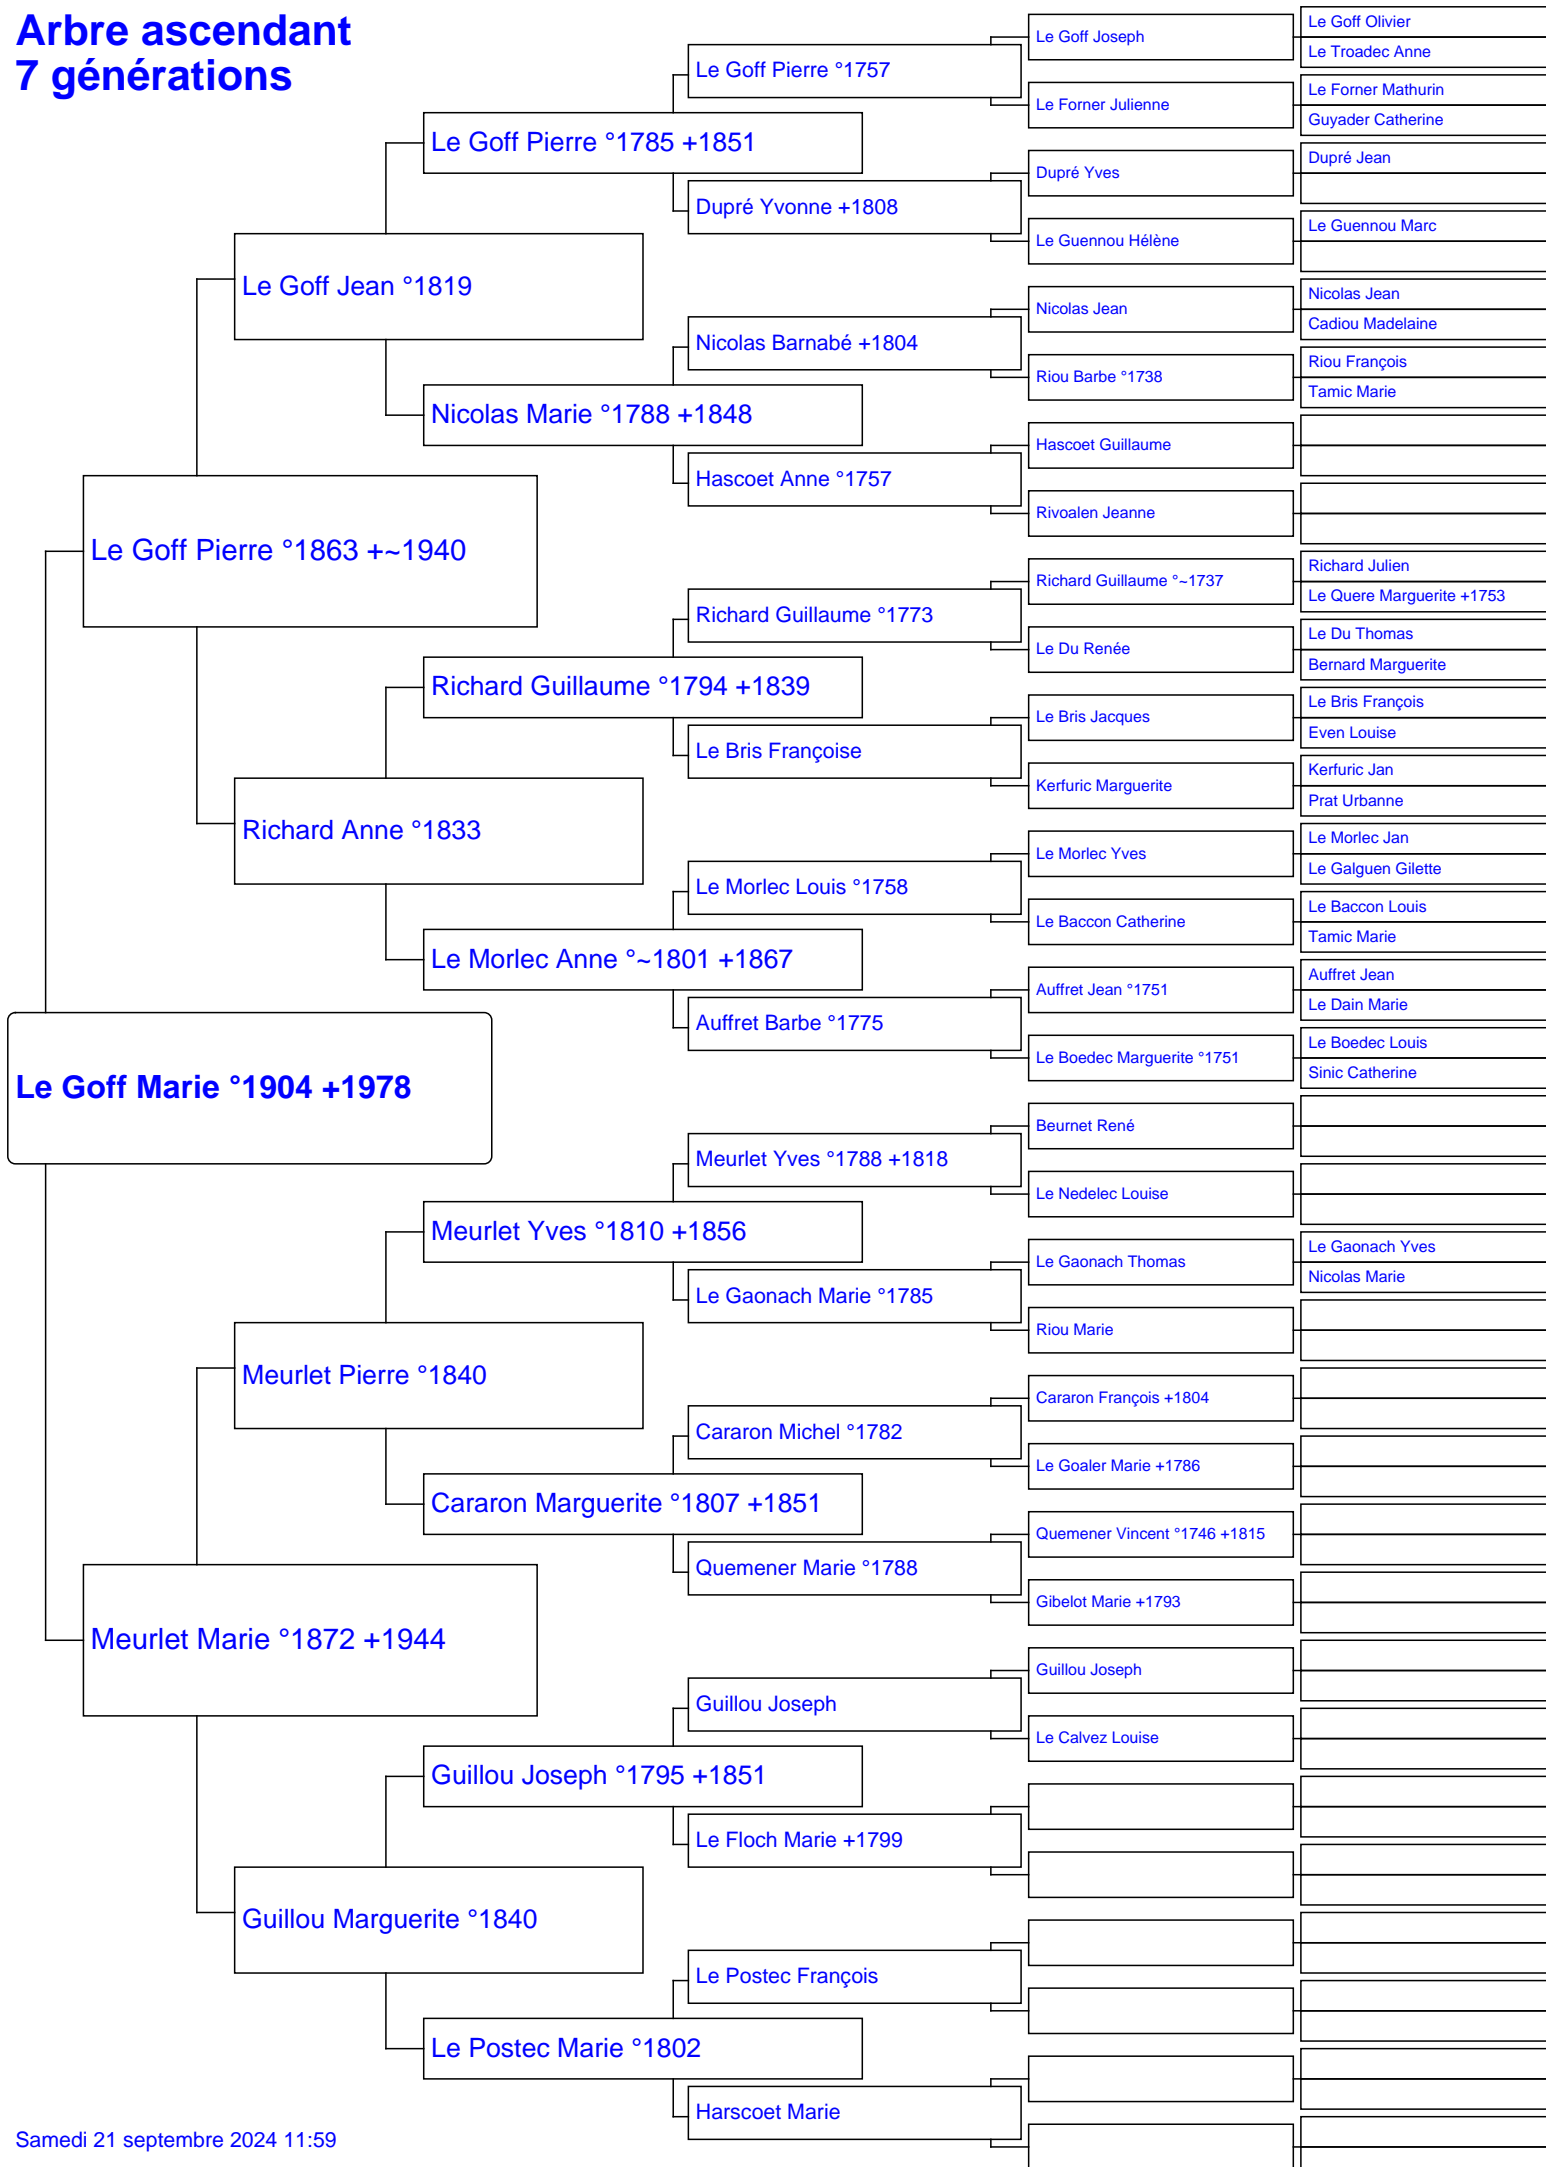 Arbre ascendant
7 générations
Le Goff Marie °1904 +1978
Le Goff Pierre °1863 +~1940
Meurlet Marie °1872 +1944
Le Goff Jean °1819
Richard Anne °1833
Meurlet Pierre °1840
Guillou Marguerite °1840
Le Goff Pierre °1785 +1851
Nicolas Marie °1788 +1848
Richard Guillaume °1794 +1839
Le Morlec Anne °~1801 +1867
Meurlet Yves °1810 +1856
Cararon Marguerite °1807 +1851
Guillou Joseph °1795 +1851
Le Postec Marie °1802
Le Goff Pierre °1757
Dupré Yvonne +1808
Nicolas Barnabé +1804
Hascoet Anne °1757
Richard Guillaume °1773
Le Bris Françoise
Le Morlec Louis °1758
Auffret Barbe °1775
Meurlet Yves °1788 +1818
Le Gaonach Marie °1785
Cararon Michel °1782
Quemener Marie °1788
Guillou Joseph
Le Floch Marie +1799
Le Postec François
Harscoet Marie
Le Goff Joseph
Le Forner Julienne
Dupré Yves
Le Guennou Hélène
Nicolas Jean
Riou Barbe °1738
Hascoet Guillaume
Rivoalen Jeanne
Richard Guillaume °~1737
Le Du Renée
Le Bris Jacques
Kerfuric Marguerite
Le Morlec Yves
Le Baccon Catherine
Auffret Jean °1751
Le Boedec Marguerite °1751
Beurnet René
Le Nedelec Louise
Le Gaonach Thomas
Riou Marie
Cararon François +1804
Le Goaler Marie +1786
Quemener Vincent °1746 +1815
Gibelot Marie +1793
Guillou Joseph
Le Calvez Louise
Le Goff Olivier
Le Troadec Anne
Le Forner Mathurin
Guyader Catherine
Dupré Jean
Le Guennou Marc
Nicolas Jean
Cadiou Madelaine
Riou François
Tamic Marie
Richard Julien
Le Quere Marguerite +1753
Le Du Thomas
Bernard Marguerite
Le Bris François
Even Louise
Kerfuric Jan
Prat Urbanne
Le Morlec Jan
Le Galguen Gilette
Le Baccon Louis
Tamic Marie
Auffret Jean
Le Dain Marie
Le Boedec Louis
Sinic Catherine
Le Gaonach Yves
Nicolas Marie
Samedi 21 septembre 2024 11:59